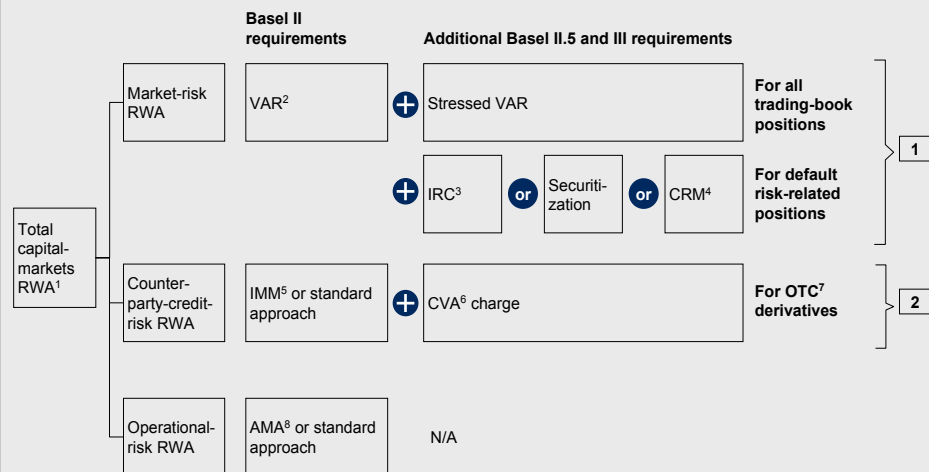 Basel II
requirements
Additional Basel II.5 and III requirements
Market-risk
RWA
VAR²
+
Stressed VAR
For all
trading-book
positions
1
+
IRC³
or
Securiti-
zation
or
CRM⁴
For default
risk-related
positions
Total
capital-
markets
RWA¹
Counter-
party-credit-
risk RWA
IMM⁵ or standard
approach
+
CVA⁶ charge
For OTC⁷
derivatives
2
Operational-
risk RWA
AMA⁸ or standard
approach
N/A